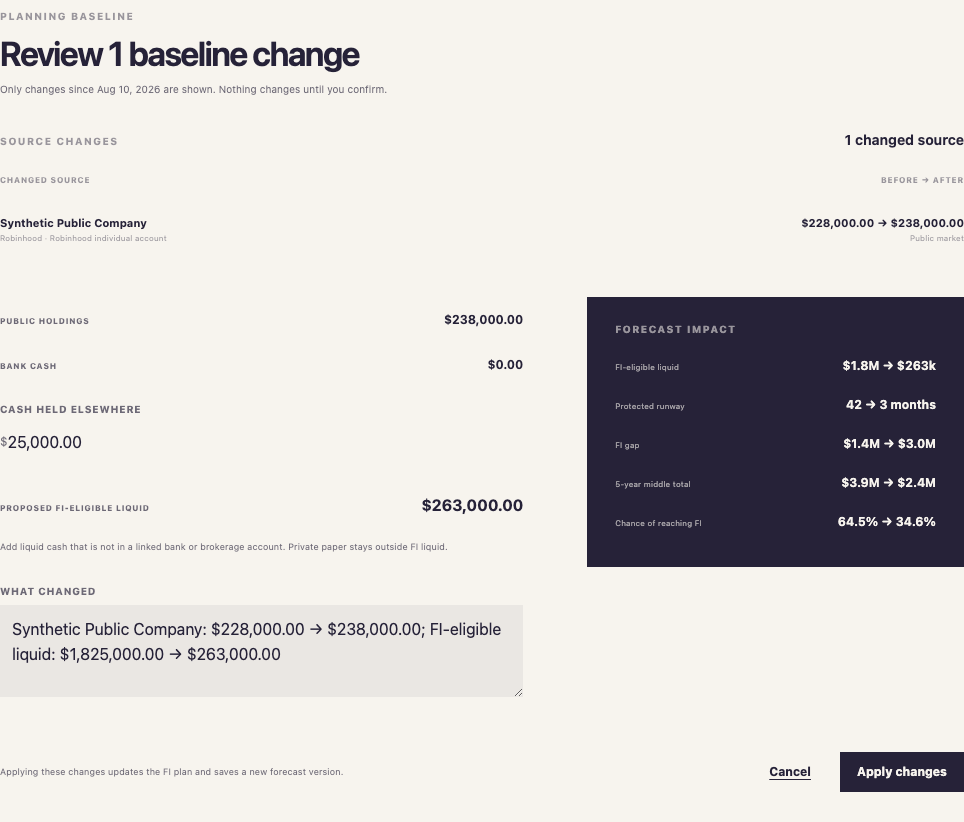 PLANNING BASELINE
Review 1 baseline change
Only changes since Aug 10, 2026 are shown. Nothing changes until you confirm.
SOURCE CHANGES
1 changed source
CHANGED SOURCE
BEFORE → AFTER
Synthetic Public Company
$228,000.00 → $238,000.00
Robinhood · Robinhood individual account
Public market
PUBLIC HOLDINGS
$238,000.00
BANK CASH
$0.00
CASH HELD ELSEWHERE
$25,000.00
PROPOSED FI-ELIGIBLE LIQUID
$263,000.00
Add liquid cash that is not in a linked bank or brokerage account. Private paper stays outside FI liquid.
FORECAST IMPACT
FI-eligible liquid
$1.8M → $263k
Protected runway
42 → 3 months
FI gap
$1.4M → $3.0M
5-year middle total
$3.9M → $2.4M
Chance of reaching FI
64.5% → 34.6%
WHAT CHANGED
Synthetic Public Company: $228,000.00 → $238,000.00; FI-eligible
liquid: $1,825,000.00 → $263,000.00
Applying these changes updates the FI plan and saves a new forecast version.
Cancel
Apply changes